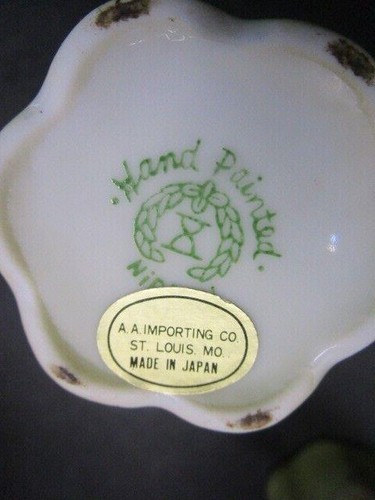 Hand Painted
A.A. IMPORTING CO.
ST. LOUIS, MO.
MADE IN JAPAN